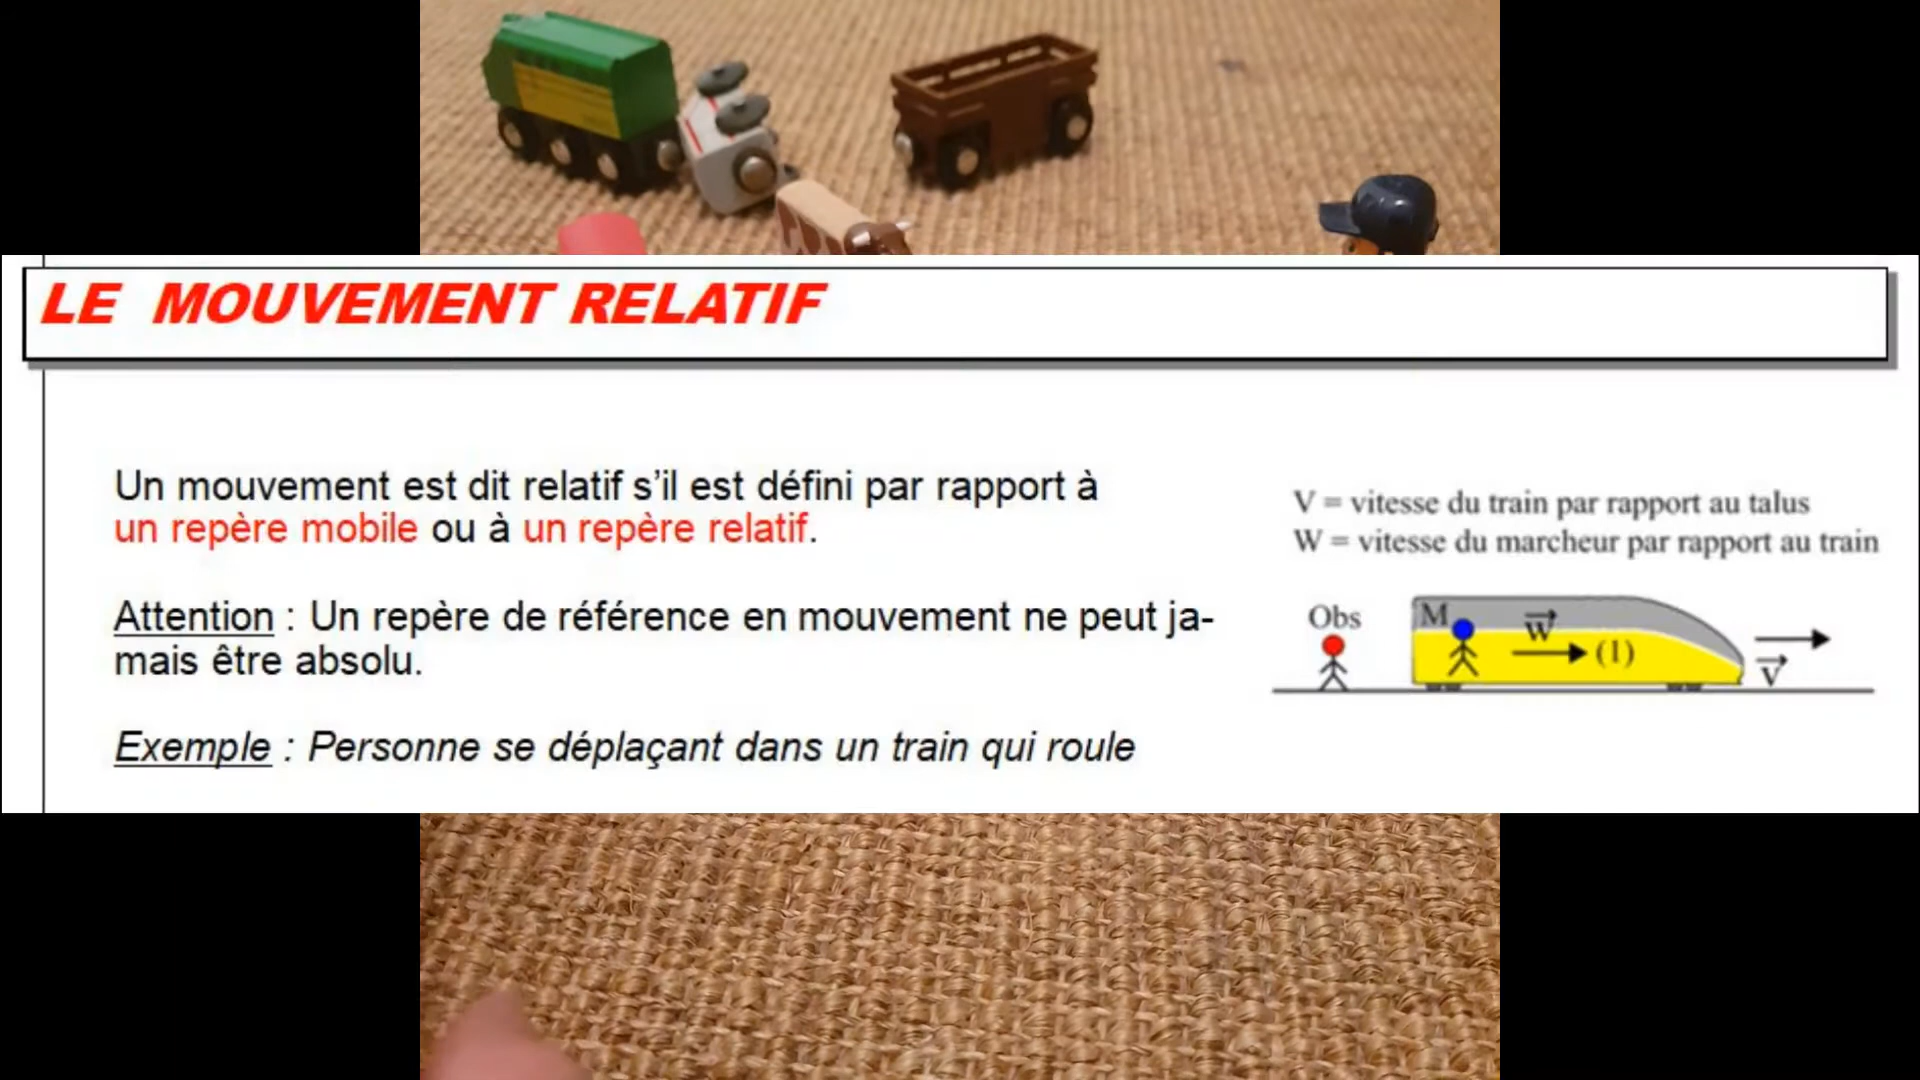 LE MOUVEMENT RELATIF
Un mouvement est dit relatif s'il est défini par rapport à
un repère mobile ou à un repère relatif.
Attention : Un repère de référence en mouvement ne peut ja-
mais être absolu.
Exemple : Personne se déplaçant dans un train qui roule
V = vitesse du train par rapport au talus
W = vitesse du marcheur par rapport au train
Obs
M
W
(1)
V